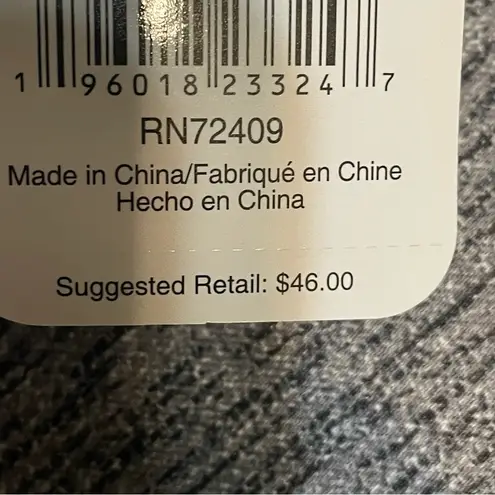 1 96018 23324 7
RN72409
Made in China/Fabriqué en Chine
Hecho en China
Suggested Retail: $46.00